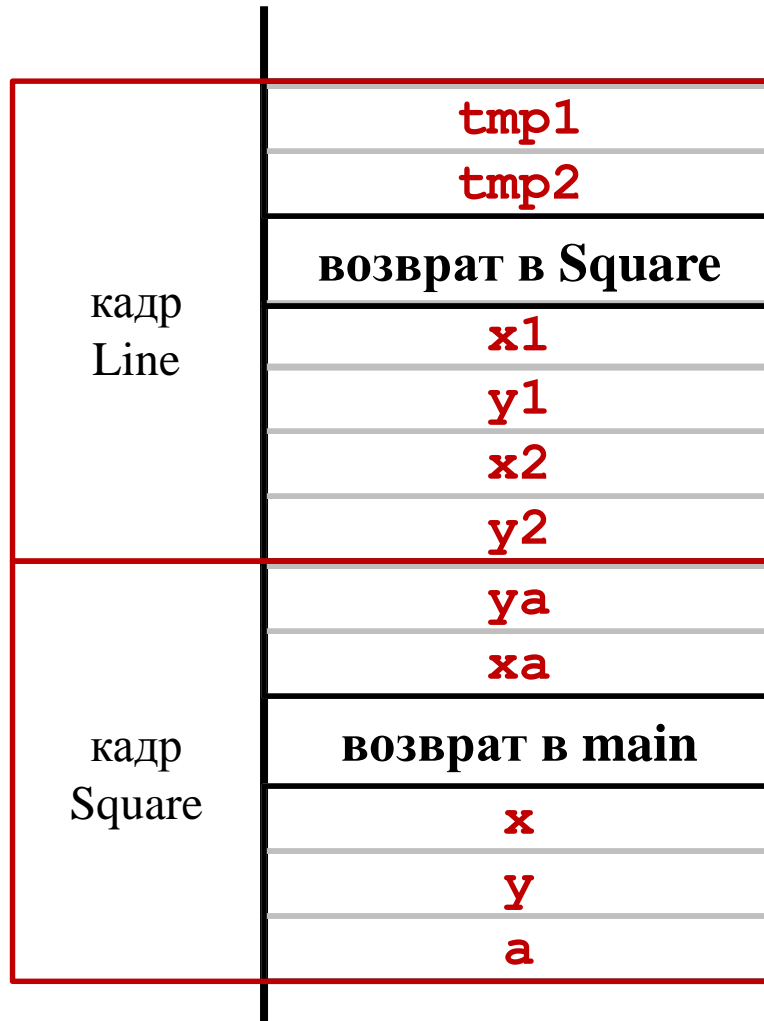 tmp1
tmp2
возврат в Square
кадр
Line
x1
y1
x2
y2
ya
xa
возврат в main
кадр
Square
x
y
a